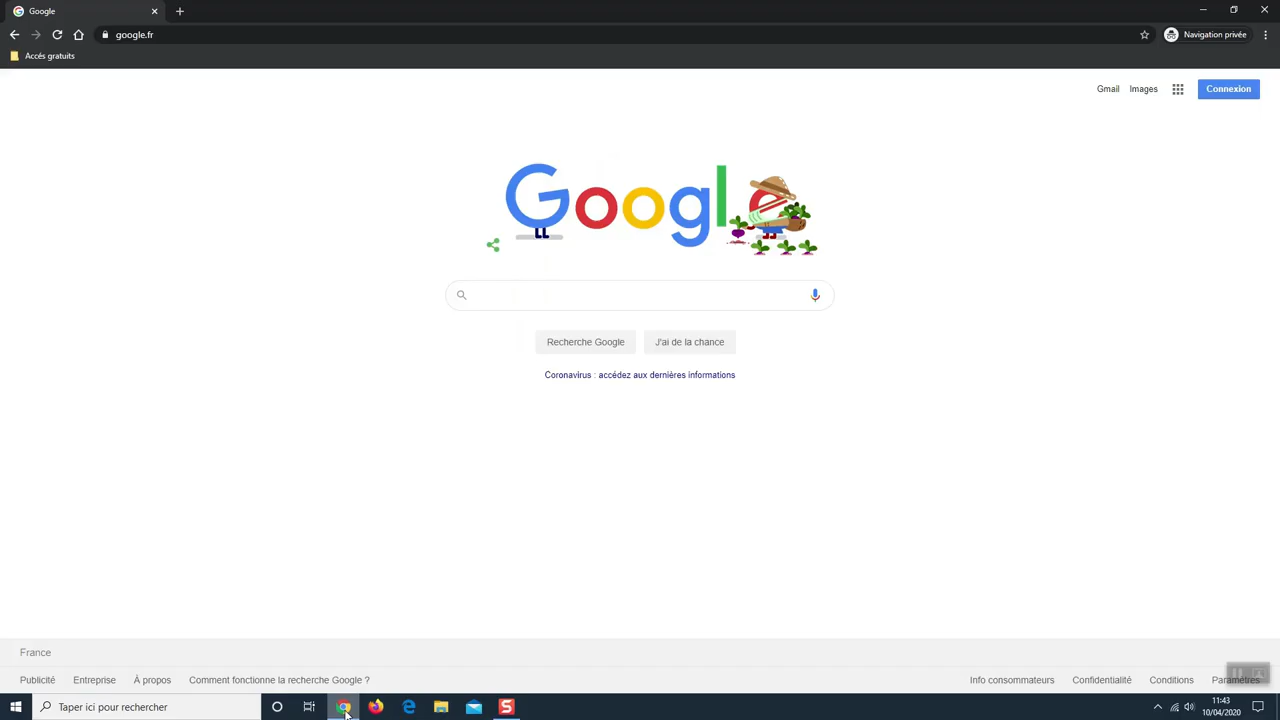 Google
google.fr
Navigation privée
Accés gratuits
Gmail
Images
Connexion
Google
Recherche Google
J'ai de la chance
Coronavirus : accédez aux dernières informations
France
Publicité
Entreprise
À propos
Comment fonctionne la recherche Google ?
Info consommateurs
Confidentialité
Conditions
Paramètres
Taper ici pour rechercher
11:43
10/04/2020